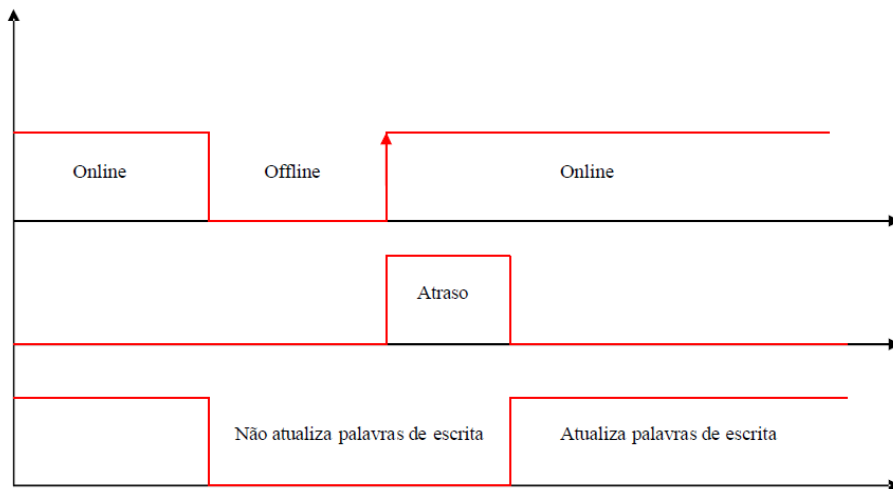 Online
Offline
Online
Atraso
Não atualiza palavras de escrita
Atualiza palavras de escrita